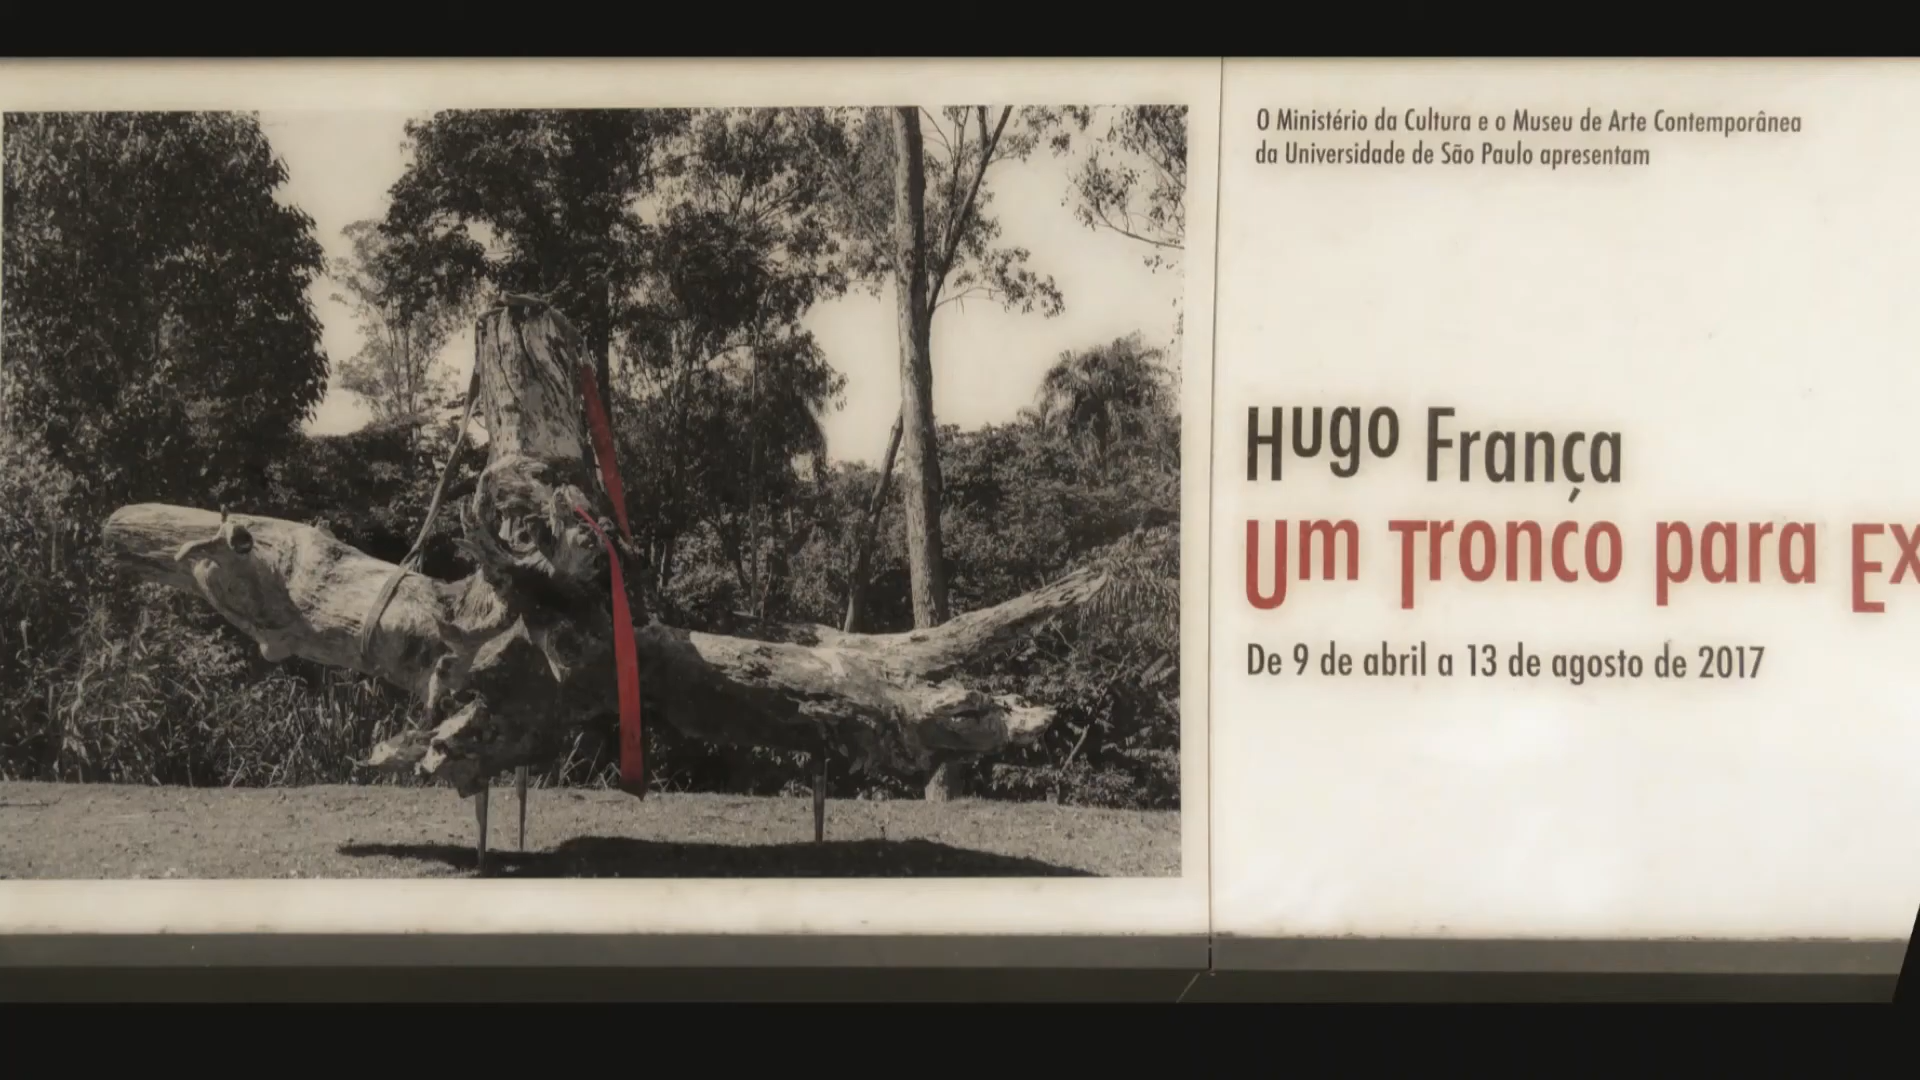 O Ministério da Cultura e o Museu de Arte Contemporânea
da Universidade de São Paulo apresentam
Hugo França
Um Tronco para Ex
De 9 de abril a 13 de agosto de 2017